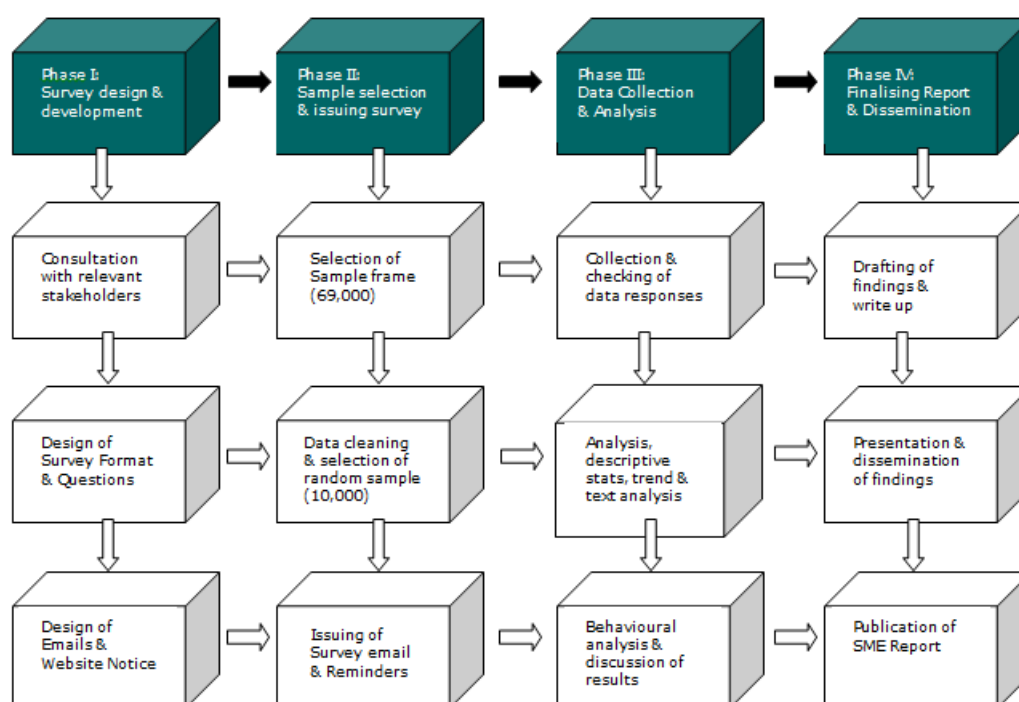 Phase I:
Survey design &
development
Phase II:
Sample selection
& issuing survey
Phase III:
Data Collection
& Analysis
Phase IV:
Finalising Report
& Dissemination
Consultation
with relevant
stakeholders
Selection of
Sample frame
(69,000)
Collection &
checking of
data responses
Drafting of
findings &
write up
Design of
Survey Format
& Questions
Data cleaning
& selection of
random sample
(10,000)
Analysis,
descriptive
stats, trend &
text analysis
Presentation &
dissemination
of findings
Design of
Emails &
Website Notice
Issuing of
Survey email
& Reminders
Behavioural
analysis &
discussion of
results
Publication of
SME Report